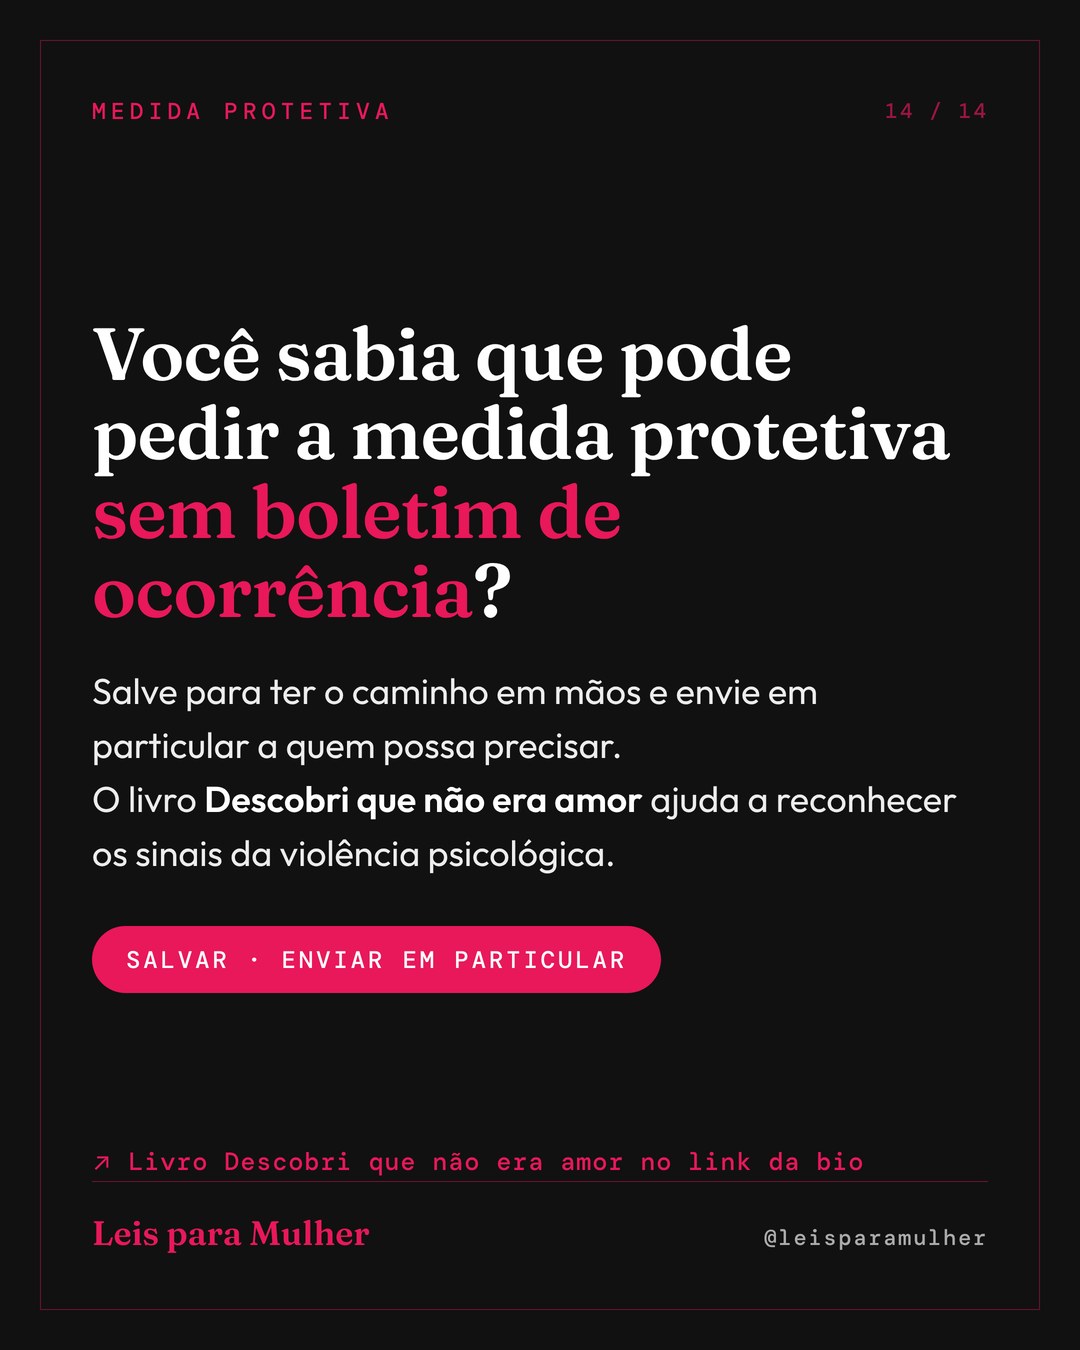 MEDIDA PROTETIVA
14 / 14
Você sabia que pode
pedir a medida protetiva
sem boletim de
ocorrência?
Salve para ter o caminho em mãos e envie em
particular a quem possa precisar.
O livro Descobri que não era amor ajuda a reconhecer
os sinais da violência psicológica.
SALVAR · ENVIAR EM PARTICULAR
↗ Livro Descobri que não era amor no link da bio
Leis para Mulher
@leisparamulher